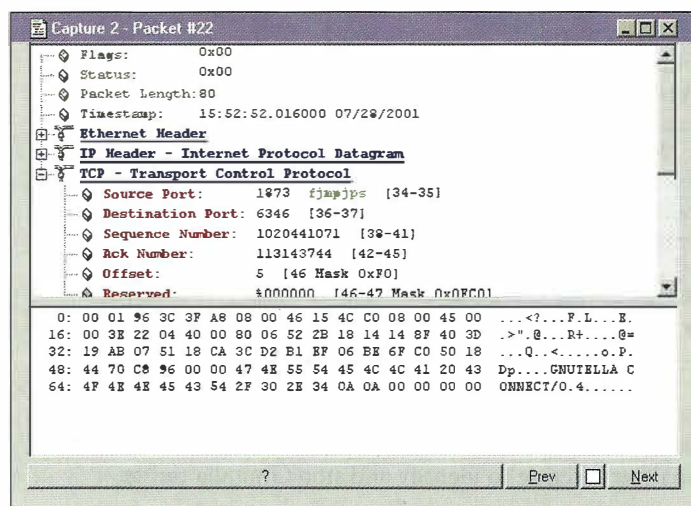 Capture 2 - Packet #22
Flags: 0x00
Status: 0x00
Packet Length:80
Timestamp: 15:52:52.016000 07/28/2001
Ethernet Header
IP Header - Internet Protocol Datagram
TCP - Transport Control Protocol
Source Port: 1873 fjmpjps [34-35]
Destination Port: 6346 [36-37]
Sequence Number: 1020441071 [38-41]
Ack Number: 113143744 [42-45]
Offset: 5 [46 Mask 0xF0]
Reserved: %000000 [46-47 Mask 0x0FC0]
0: 00 01 96 3C 3F A8 08 00 46 15 4C C0 08 00 45 00 ...<?...F.L...E.
16: 00 3E 22 04 40 00 80 06 52 2B 18 14 14 8F 40 3D .>".@...R+....@=
32: 19 AB 07 51 18 CA 3C D2 B1 EF 06 BE 6F C0 50 18 ...Q..<.....o.P.
48: 44 70 C8 96 00 00 47 4E 55 54 45 4C 4C 41 20 43 Dp....GNUTELLA C
64: 4F 4E 4E 45 43 54 2F 30 2E 34 0A 0A 00 00 00 00 ONNECT/0.4......
?
Prev
Next